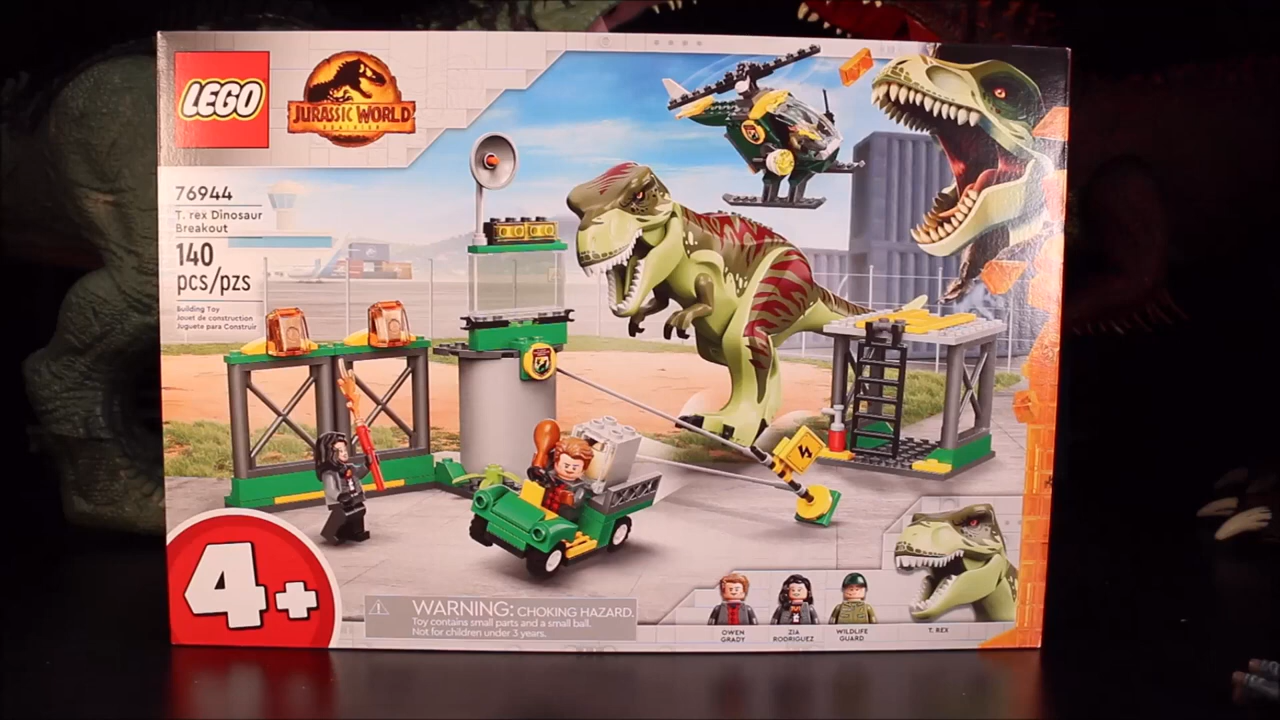 LEGO
JURASSIC WORLD
DOMINION
76944
T. rex Dinosaur
Breakout
140
pcs/pzs
Building Toy
Jouet de construction
Juguete para Construir
4+
WARNING: CHOKING HAZARD.
Toy contains small parts and a small ball.
Not for children under 3 years.
OWEN
GRADY
ZIA
RODRIGUEZ
WILDLIFE
GUARD
T. REX